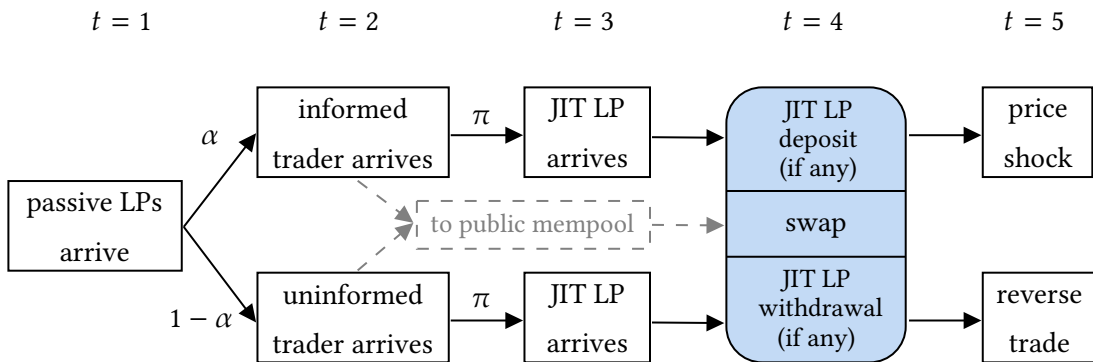 t = 1 t = 2 t = 3 t = 4 t = 5
passive LPs
arrive
α
1 − α
informed
trader arrives
π
JIT LP
arrives
JIT LP
deposit
(if any)
price
shock
to public mempool
swap
uninformed
trader arrives
π
JIT LP
arrives
JIT LP
withdrawal
(if any)
reverse
trade